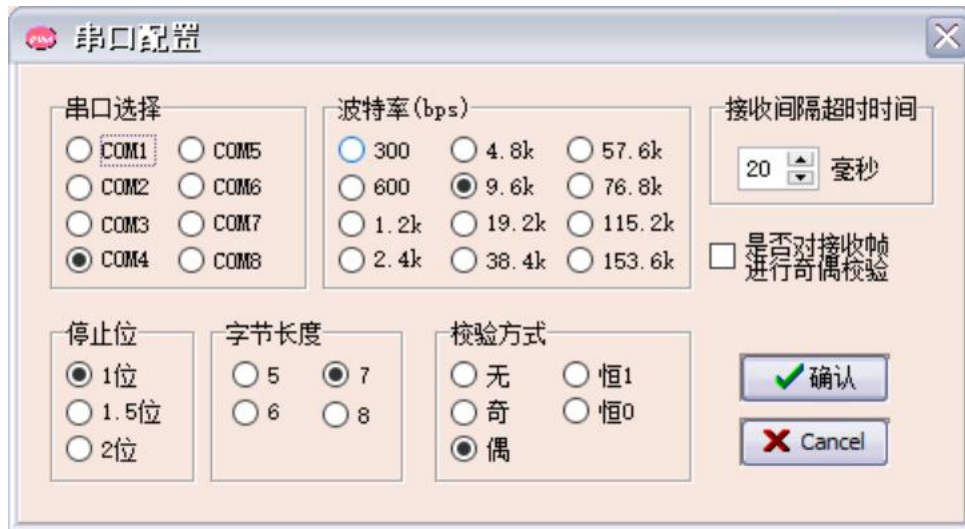 串口配置
串口选择
COM1 COM5
COM2 COM6
COM3 COM7
COM4 COM8
波特率(bps)
300 4.8k 57.6k
600 9.6k 76.8k
1.2k 19.2k 115.2k
2.4k 38.4k 153.6k
接收间隔超时时间
20 毫秒
是否对接收帧
进行奇偶校验
停止位
1位
1.5位
2位
字节长度
5 7
6 8
校验方式
无 恒1
奇 恒0
偶
确认
Cancel